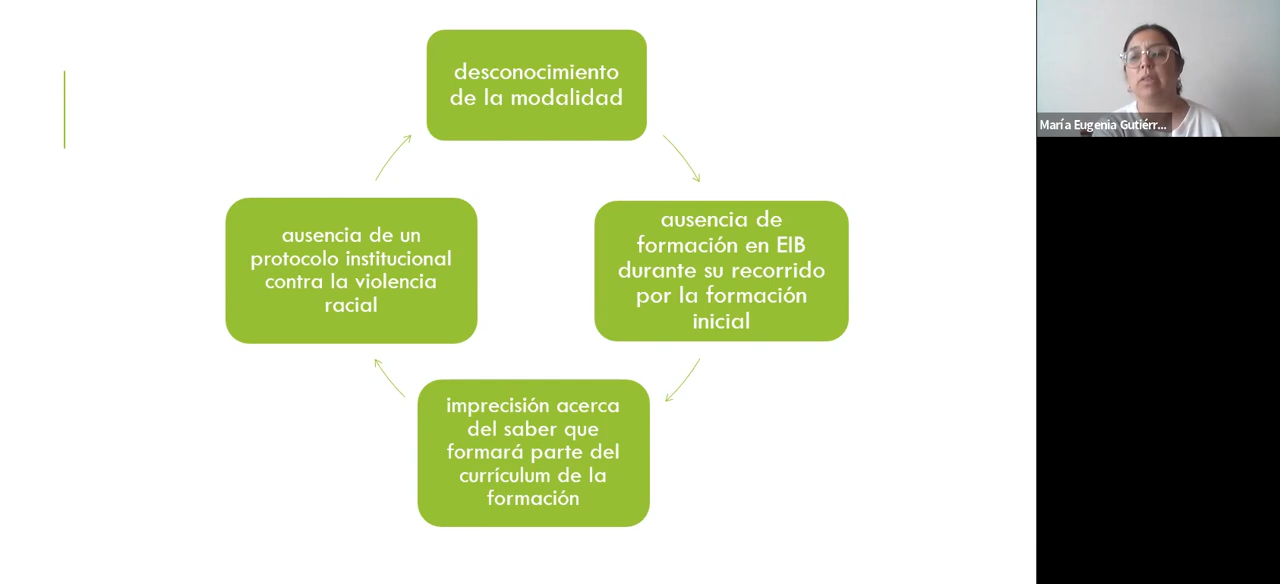 desconocimiento
de la modalidad
ausencia de
formación en EIB
durante su recorrido
por la formación
inicial
imprecisión acerca
del saber que
formará parte del
currículum de la
formación
ausencia de un
protocolo institucional
contra la violencia
racial
María Eugenia Gutiérr...